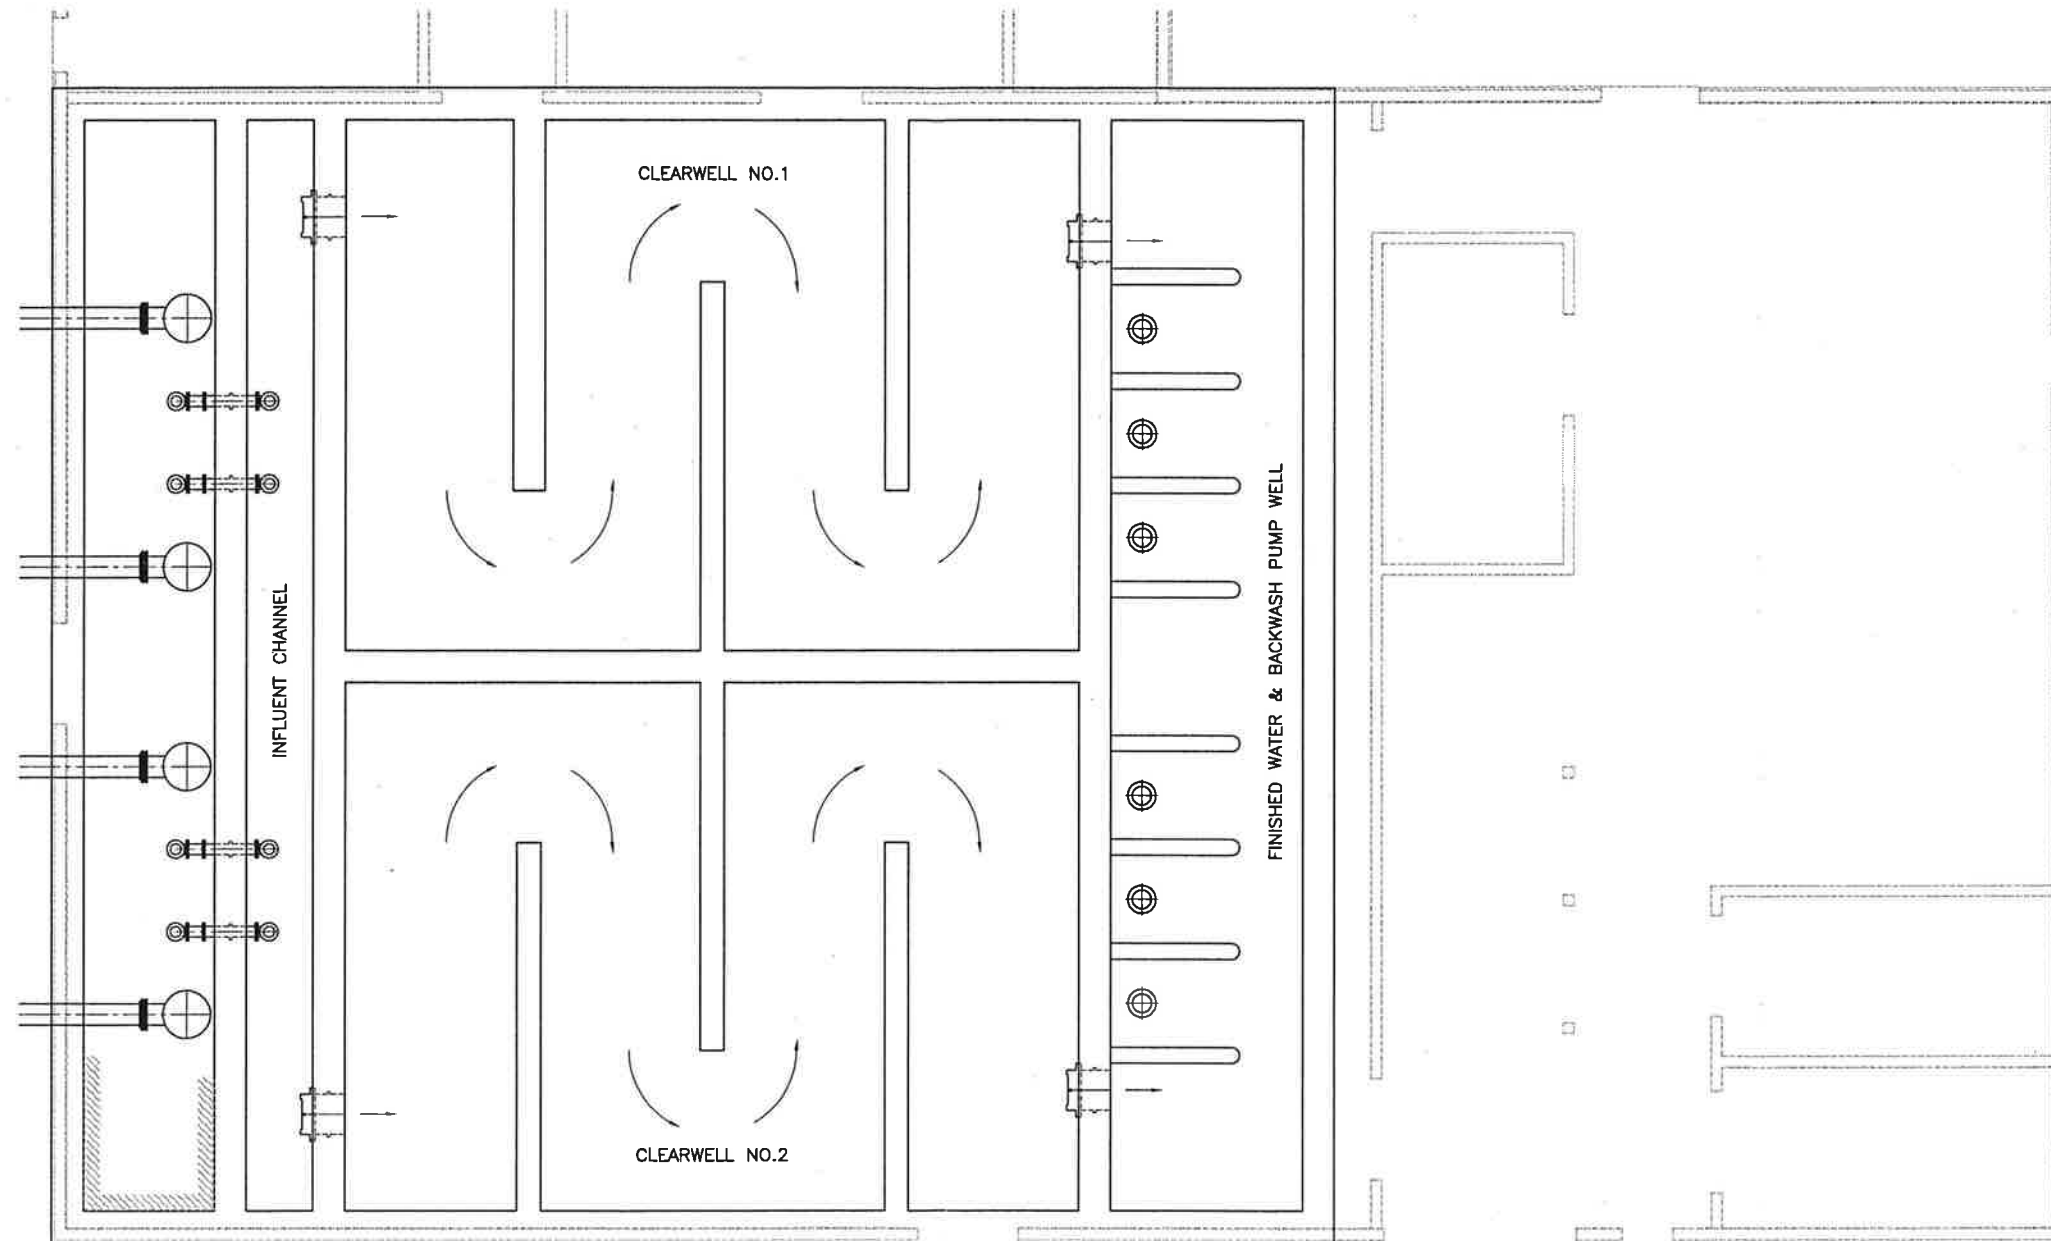 CLEARWELL NO.1
INFLUENT CHANNEL
FINISHED WATER & BACKWASH PUMP WELL
CLEARWELL NO.2